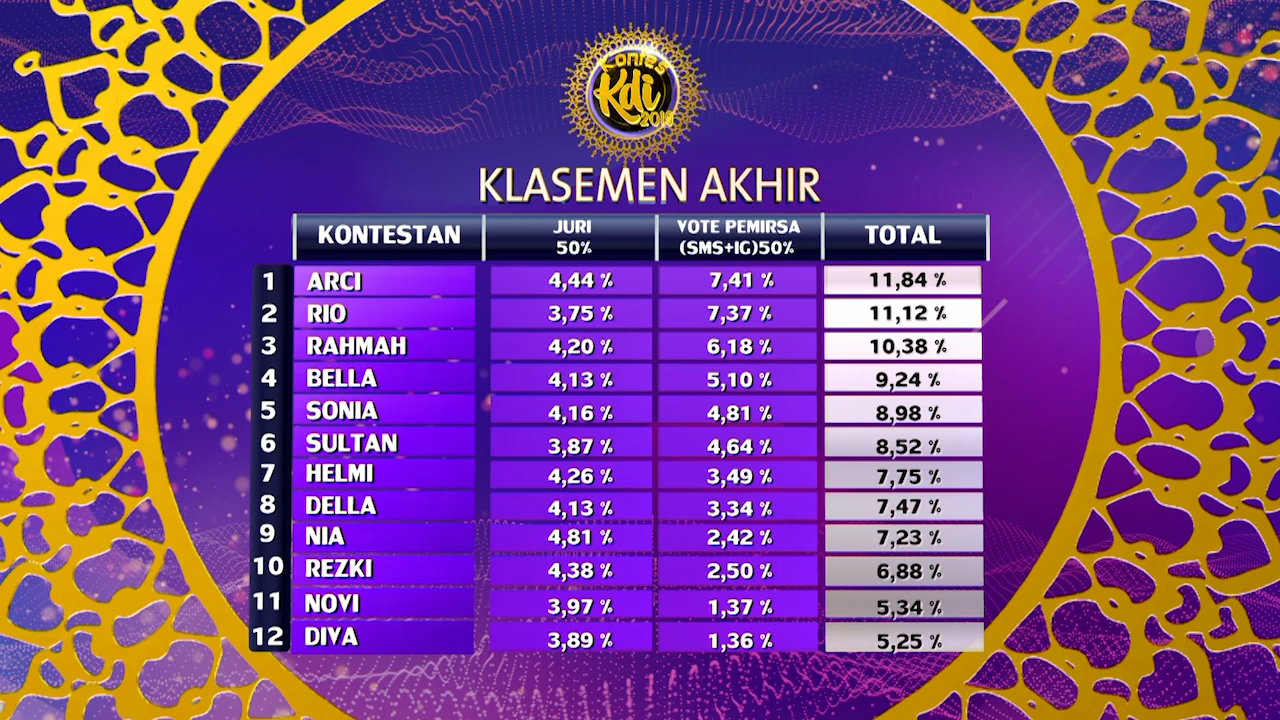 Kontes
Kdi
2019
KLASEMEN AKHIR
KONTESTAN JURI 50% VOTE PEMIRSA (SMS+IG)50% TOTAL
1 ARCI 4,44 % 7,41 % 11,84 %
2 RIO 3,75 % 7,37 % 11,12 %
3 RAHMAH 4,20 % 6,18 % 10,38 %
4 BELLA 4,13 % 5,10 % 9,24 %
5 SONIA 4,16 % 4,81 % 8,98 %
6 SULTAN 3,87 % 4,64 % 8,52 %
7 HELMI 4,26 % 3,49 % 7,75 %
8 DELLA 4,13 % 3,34 % 7,47 %
9 NIA 4,81 % 2,42 % 7,23 %
10 REZKI 4,38 % 2,50 % 6,88 %
11 NOVI 3,97 % 1,37 % 5,34 %
12 DIVA 3,89 % 1,36 % 5,25 %